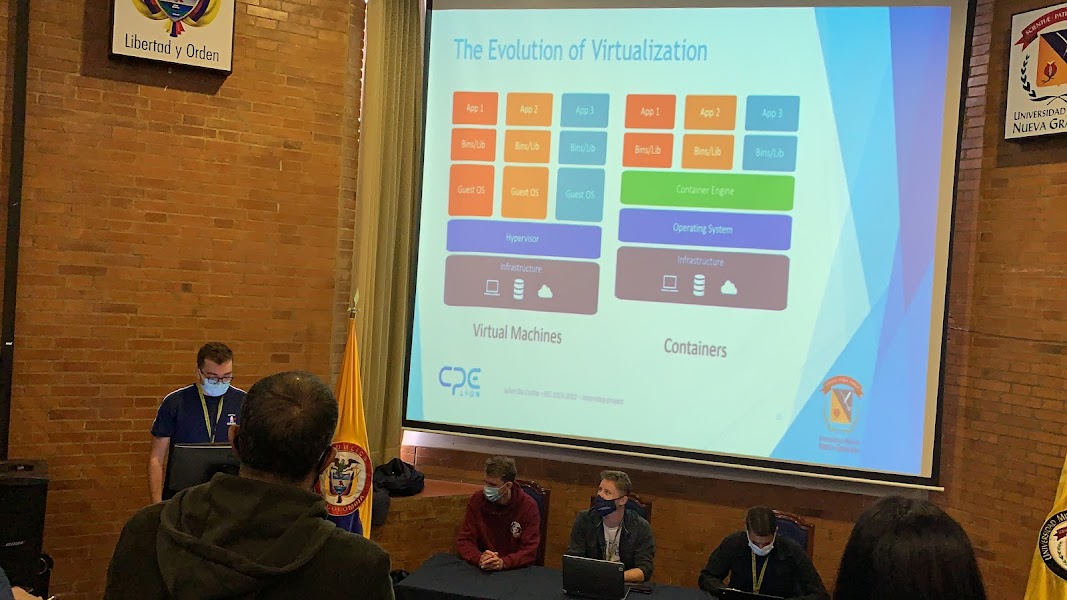 Libertad y Orden
The Evolution of Virtualization
App 1
App 2
App 3
App 1
App 2
App 3
Bins/Lib
Bins/Lib
Bins/Lib
Bins/Lib
Bins/Lib
Bins/Lib
Guest OS
Guest OS
Guest OS
Container Engine
Hypervisor
Operating System
Infrastructure
Infrastructure
Virtual Machines
Containers
CPE
LYON
UNIVERSIDAD
NUEVA GRA